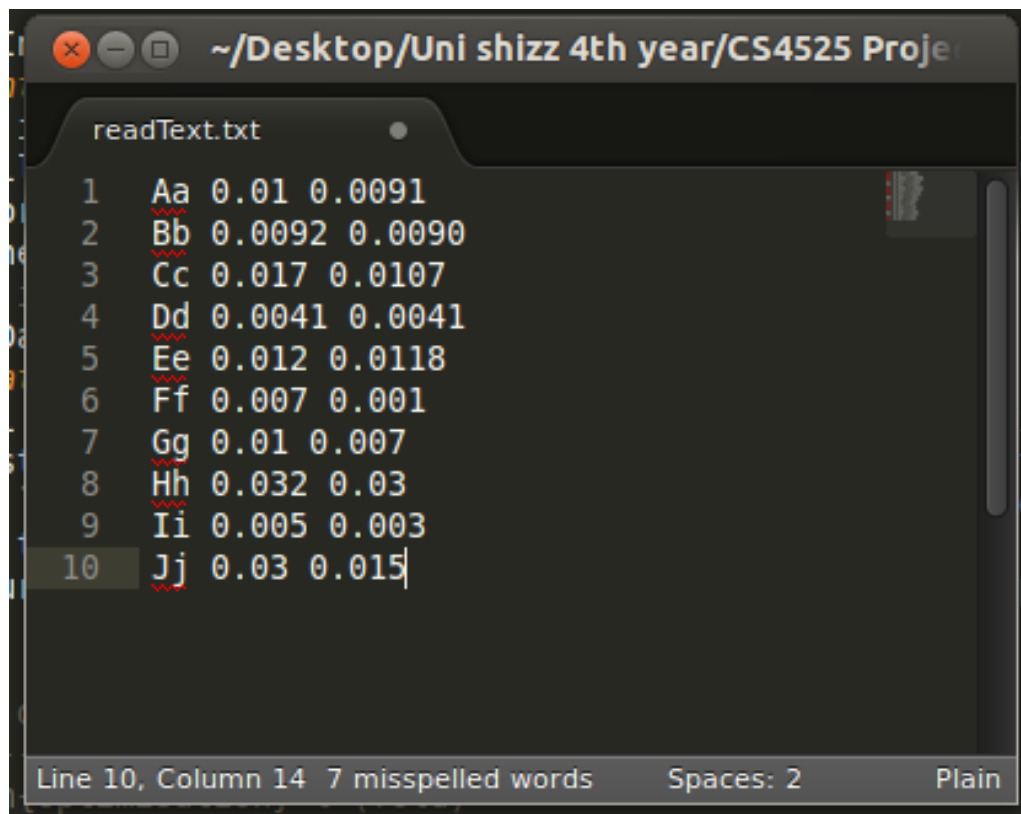 ~/Desktop/Uni shizz 4th year/CS4525 Proje
readText.txt
1 Aa 0.01 0.0091
2 Bb 0.0092 0.0090
3 Cc 0.017 0.0107
4 Dd 0.0041 0.0041
5 Ee 0.012 0.0118
6 Ff 0.007 0.001
7 Gg 0.01 0.007
8 Hh 0.032 0.03
9 Ii 0.005 0.003
10 Jj 0.03 0.015
Line 10, Column 14 7 misspelled words Spaces: 2 Plain